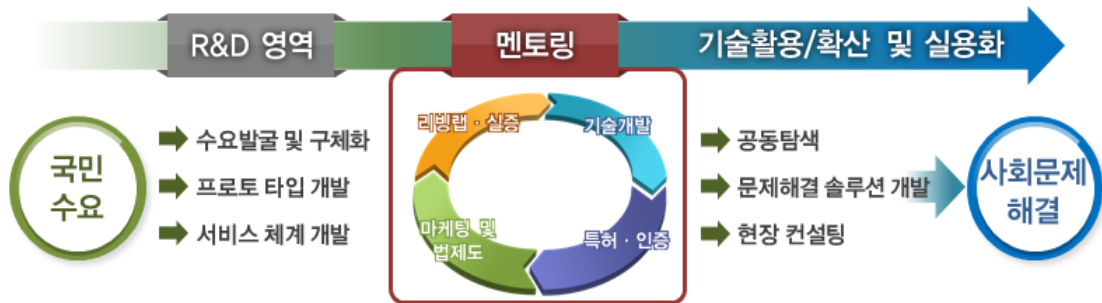 R&D 영역
멘토링
기술활용/확산 및 실용화
국민
수요
수요발굴 및 구체화
프로토 타입 개발
서비스 체계 개발
리빙랩 · 실증
기술개발
마케팅 및
법제도
특허 · 인증
공동탐색
문제해결 솔루션 개발
현장 컨설팅
사회문제
해결